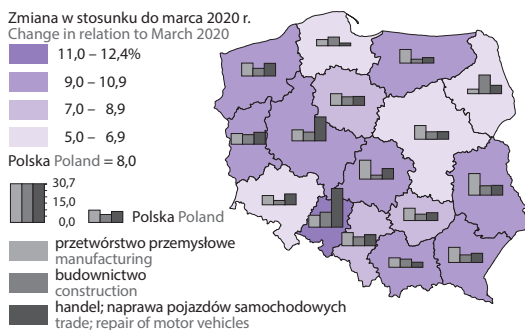 Zmiana w stosunku do marca 2020 r.
Change in relation to March 2020
11,0 – 12,4%
9,0 – 10,9
7,0 – 8,9
5,0 – 6,9
Polska Poland = 8,0
30,7
15,0
0,0
Polska Poland
przetwórstwo przemysłowe
manufacturing
budownictwo
construction
handel; naprawa pojazdów samochodowych
trade; repair of motor vehicles